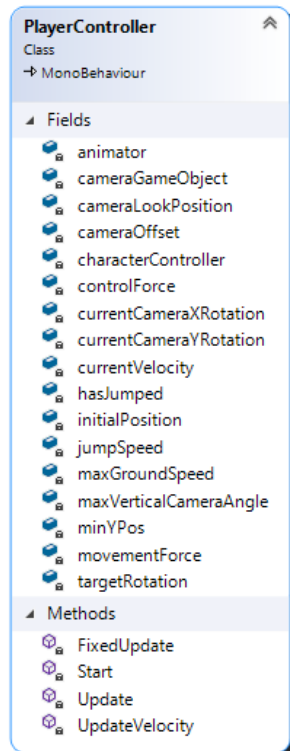 PlayerController
Class
MonoBehaviour
Fields
animator
cameraGameObject
cameraLookPosition
cameraOffset
characterController
controlForce
currentCameraXRotation
currentCameraYRotation
currentVelocity
hasJumped
initialPosition
jumpSpeed
maxGroundSpeed
maxVerticalCameraAngle
minYPos
movementForce
targetRotation
Methods
FixedUpdate
Start
Update
UpdateVelocity